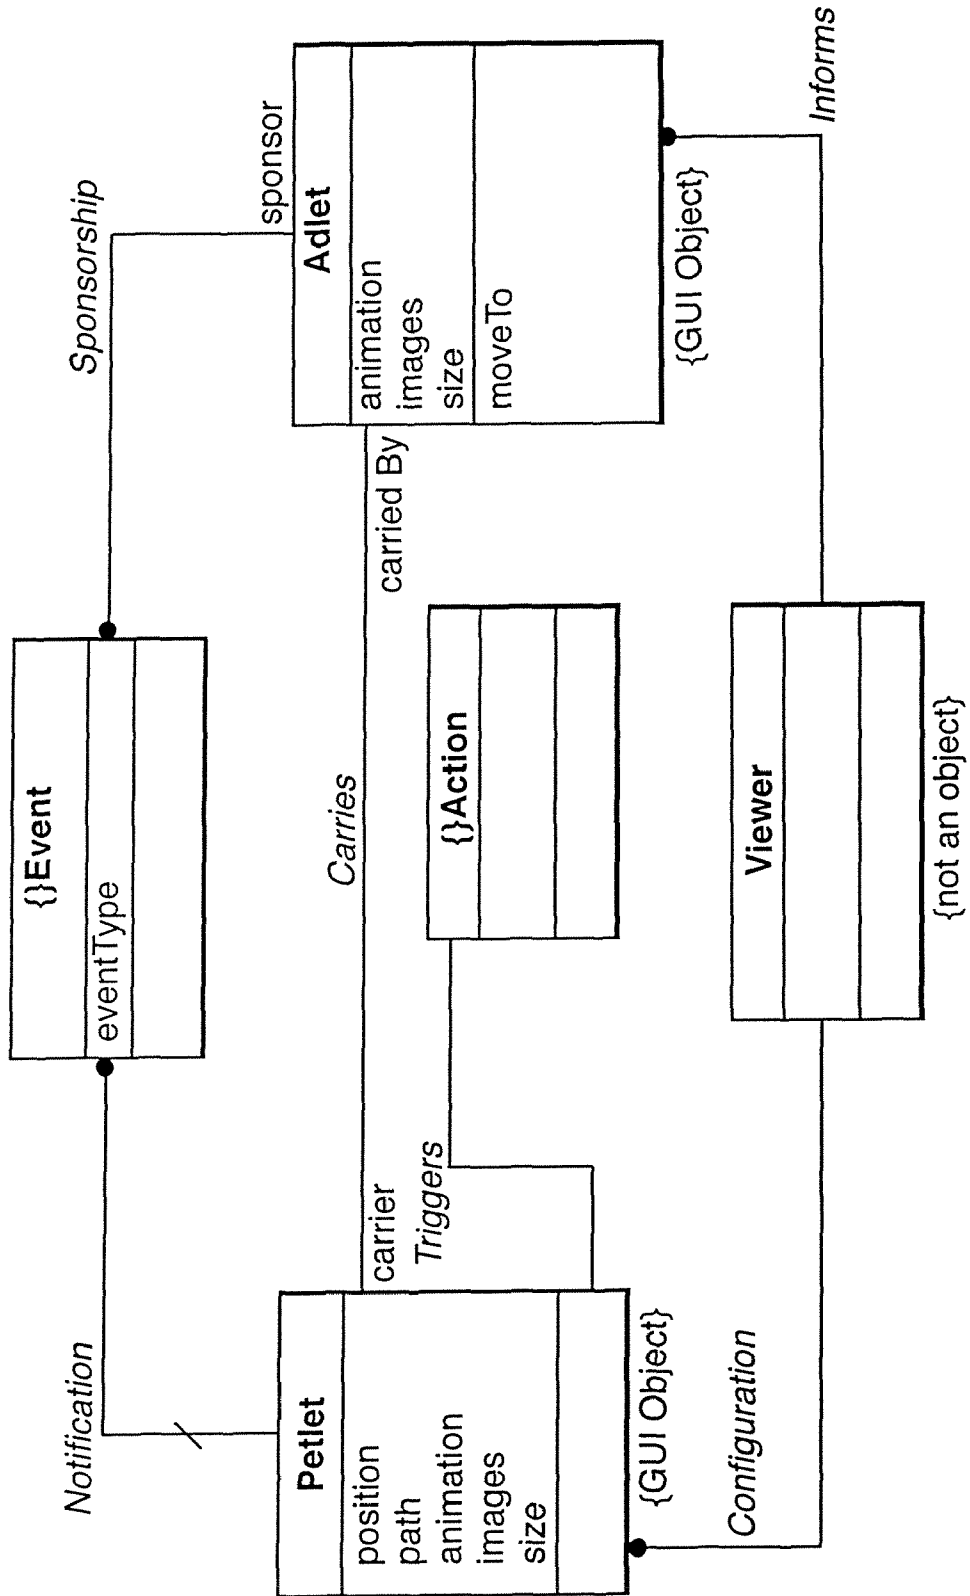 Notification
{}Event
eventType
Sponsorship
sponsor
Petlet
position
path
animation
images
size
{GUI Object}
carrier
Triggers
Carries
carried By
Adlet
animation
images
size
moveTo
{GUI Object}
{}Action
Configuration
Viewer
{not an object}
Informs